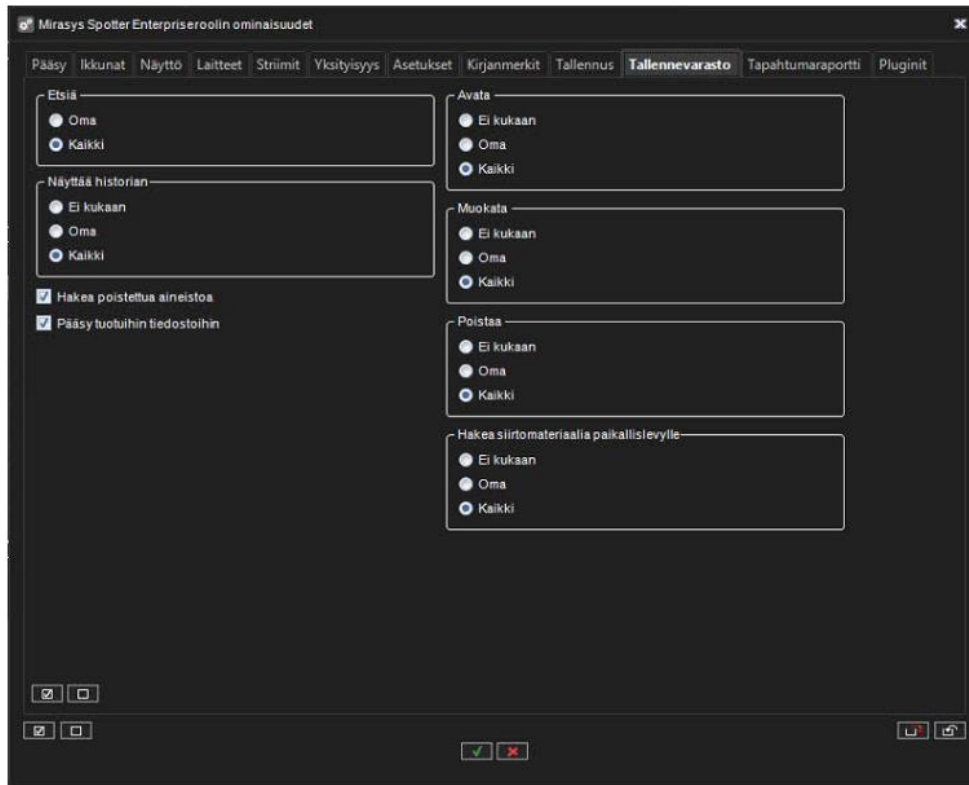 Mirasys Spotter Enterpriseroolin ominaisuudet
Pääsy Ikkunat Näyttö Laitteet Striimit Yksityisyys Asetukset Kirjanmerkit Tallennus Tallennevarasto Tapahtumaraportti Pluginit
Etsiä
Oma
Kaikki
Näyttää historian
Ei kukaan
Oma
Kaikki
Hakea poistettua aineistoa
Pääsy tuotuihin tiedostoihin
Avata
Ei kukaan
Oma
Kaikki
Muokata
Ei kukaan
Oma
Kaikki
Poistaa
Ei kukaan
Oma
Kaikki
Hakea siirtomateriaalia paikallislevylle
Ei kukaan
Oma
Kaikki